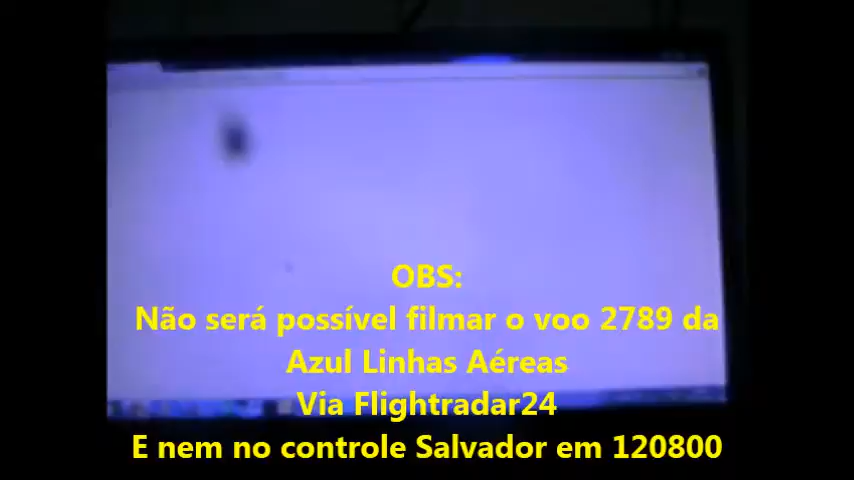 OBS:
Não será possível filmar o voo 2789 da
Azul Linhas Aéreas
Via Flightradar24
E nem no controle Salvador em 120800